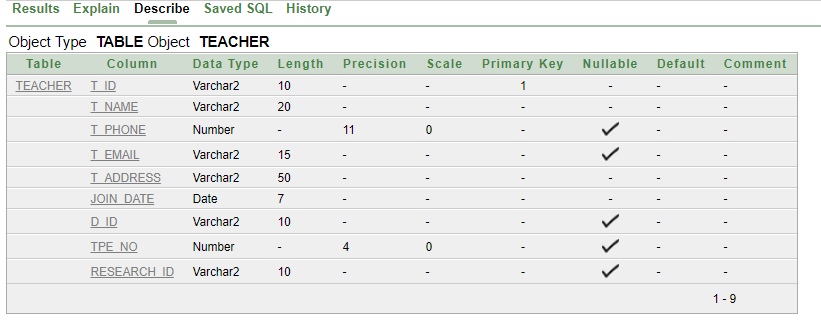 Results Explain Describe Saved SQL History
Object Type TABLE Object TEACHER
Table Column Data Type Length Precision Scale Primary Key Nullable Default Comment
TEACHER T_ID Varchar2 10 - - 1 - - -
T_NAME Varchar2 20 - - - - - -
T_PHONE Number - 11 0 - ✓ - -
T_EMAIL Varchar2 15 - - - ✓ - -
T_ADDRESS Varchar2 50 - - - - - -
JOIN_DATE Date 7 - - - - - -
D_ID Varchar2 10 - - - ✓ - -
TPE_NO Number - 4 0 - ✓ - -
RESEARCH_ID Varchar2 10 - - - ✓ - -
1 - 9